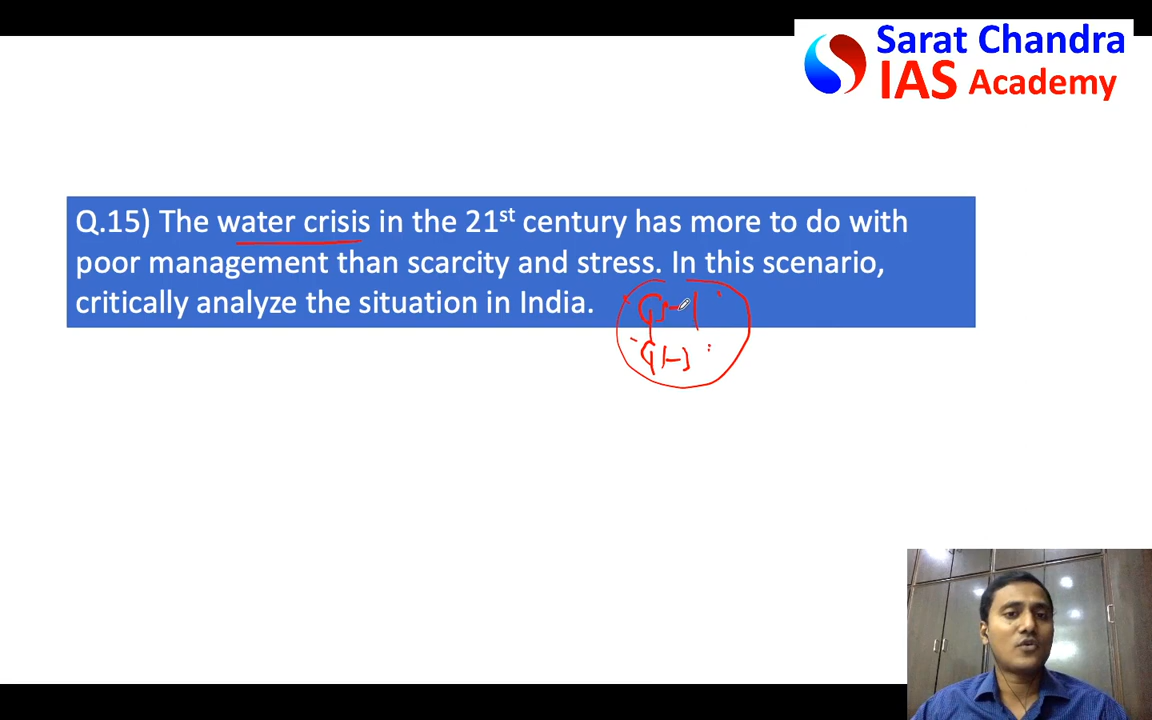 Sarat Chandra
IAS Academy
Q.15) The water crisis in the 21st century has more to do with
poor management than scarcity and stress. In this scenario,
critically analyze the situation in India.